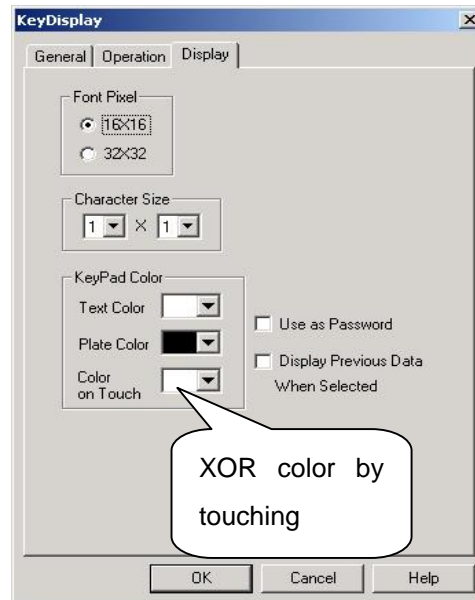 KeyDisplay
General Operation Display
Font Pixel
16X16
32X32
Character Size
1 X 1
KeyPad Color
Text Color
Plate Color
Color
on Touch
Use as Password
Display Previous Data
When Selected
XOR color by
touching
OK Cancel Help